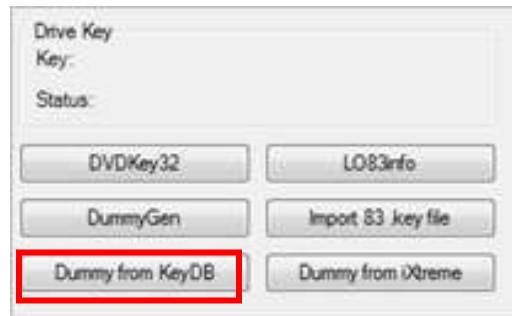 Drive Key
Key:
Status:
DVDKey32
LO83info
DummyGen
Import 83 .key file
Dummy from KeyDB
Dummy from iXtreme